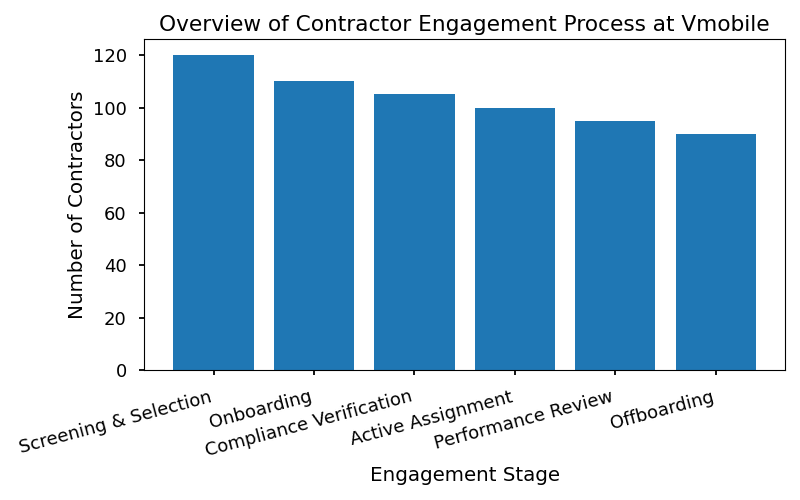 Overview of Contractor Engagement Process at Vmobile
Number of Contractors
120
100
80
60
40
20
0
Screening & Selection
Onboarding
Compliance Verification
Active Assignment
Performance Review
Offboarding
Engagement Stage